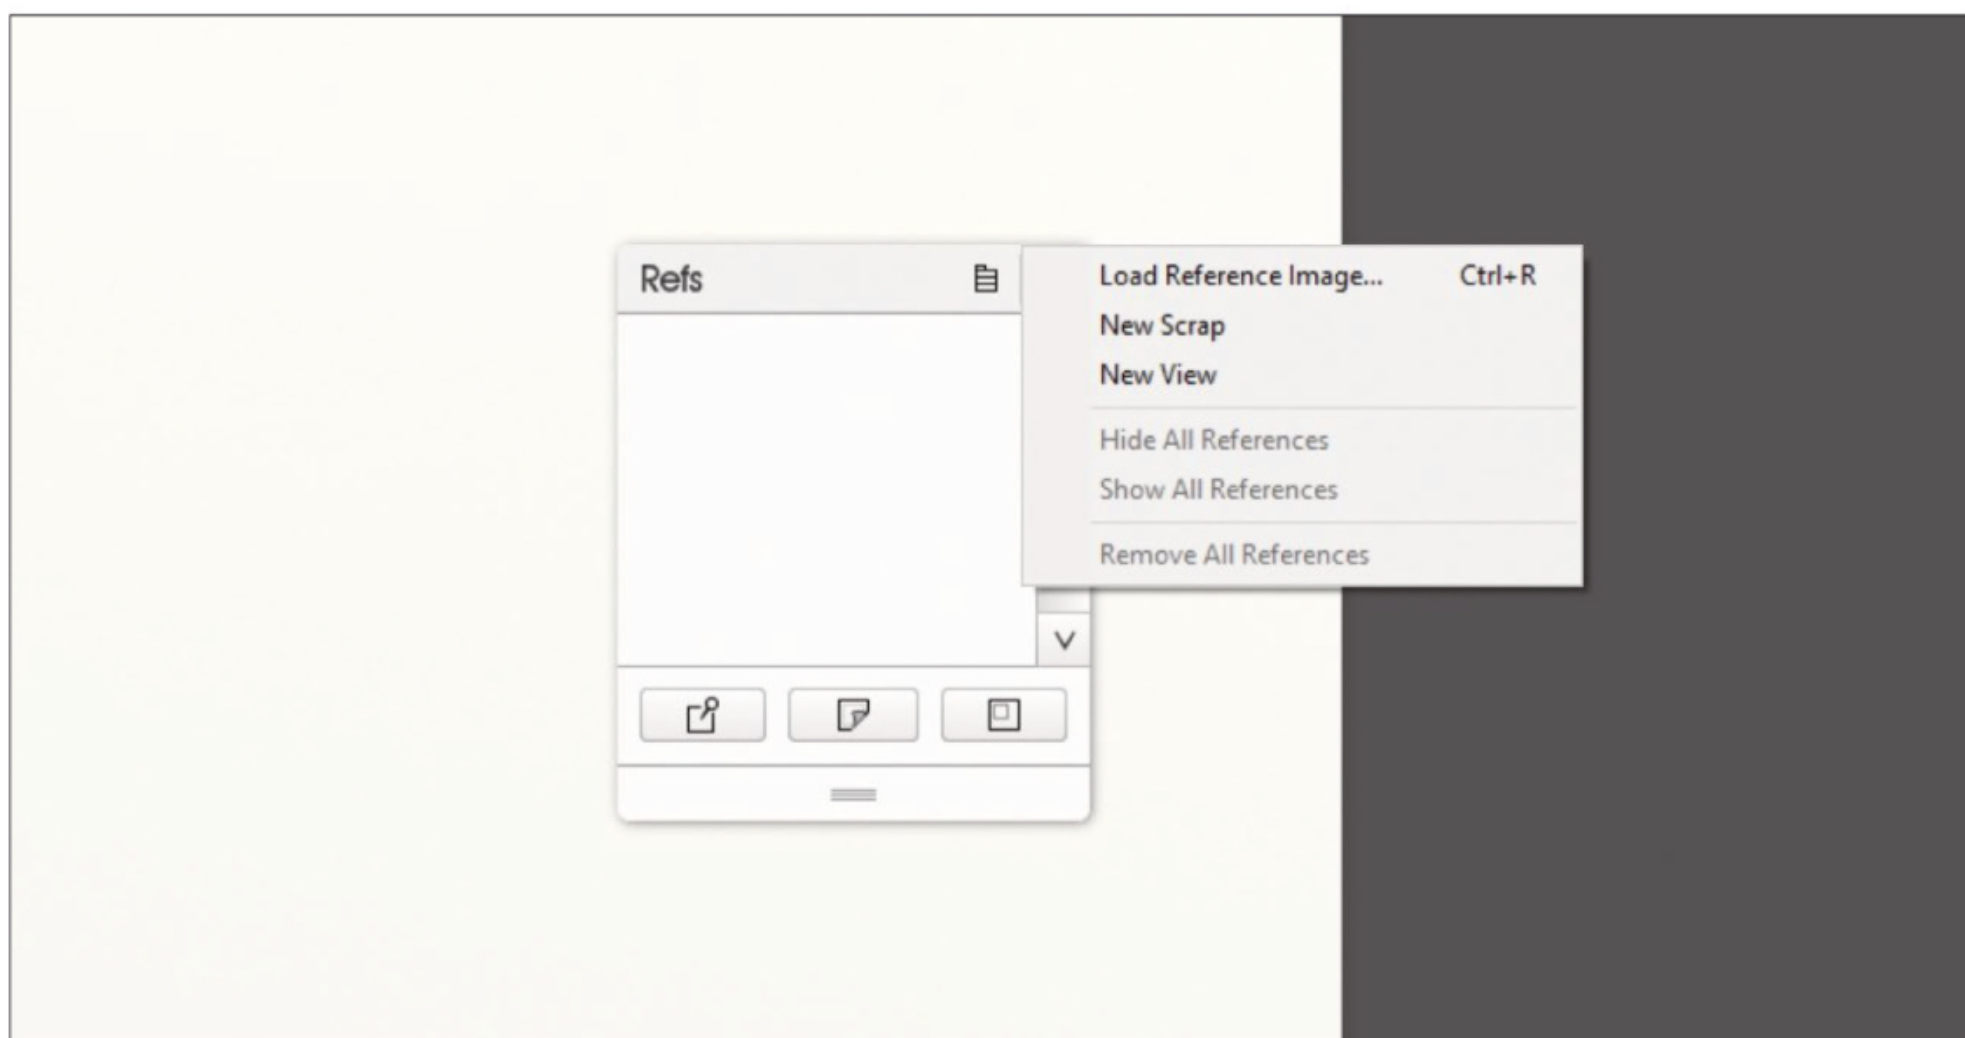 Refs
Load Reference Image... Ctrl+R
New Scrap
New View
Hide All References
Show All References
Remove All References